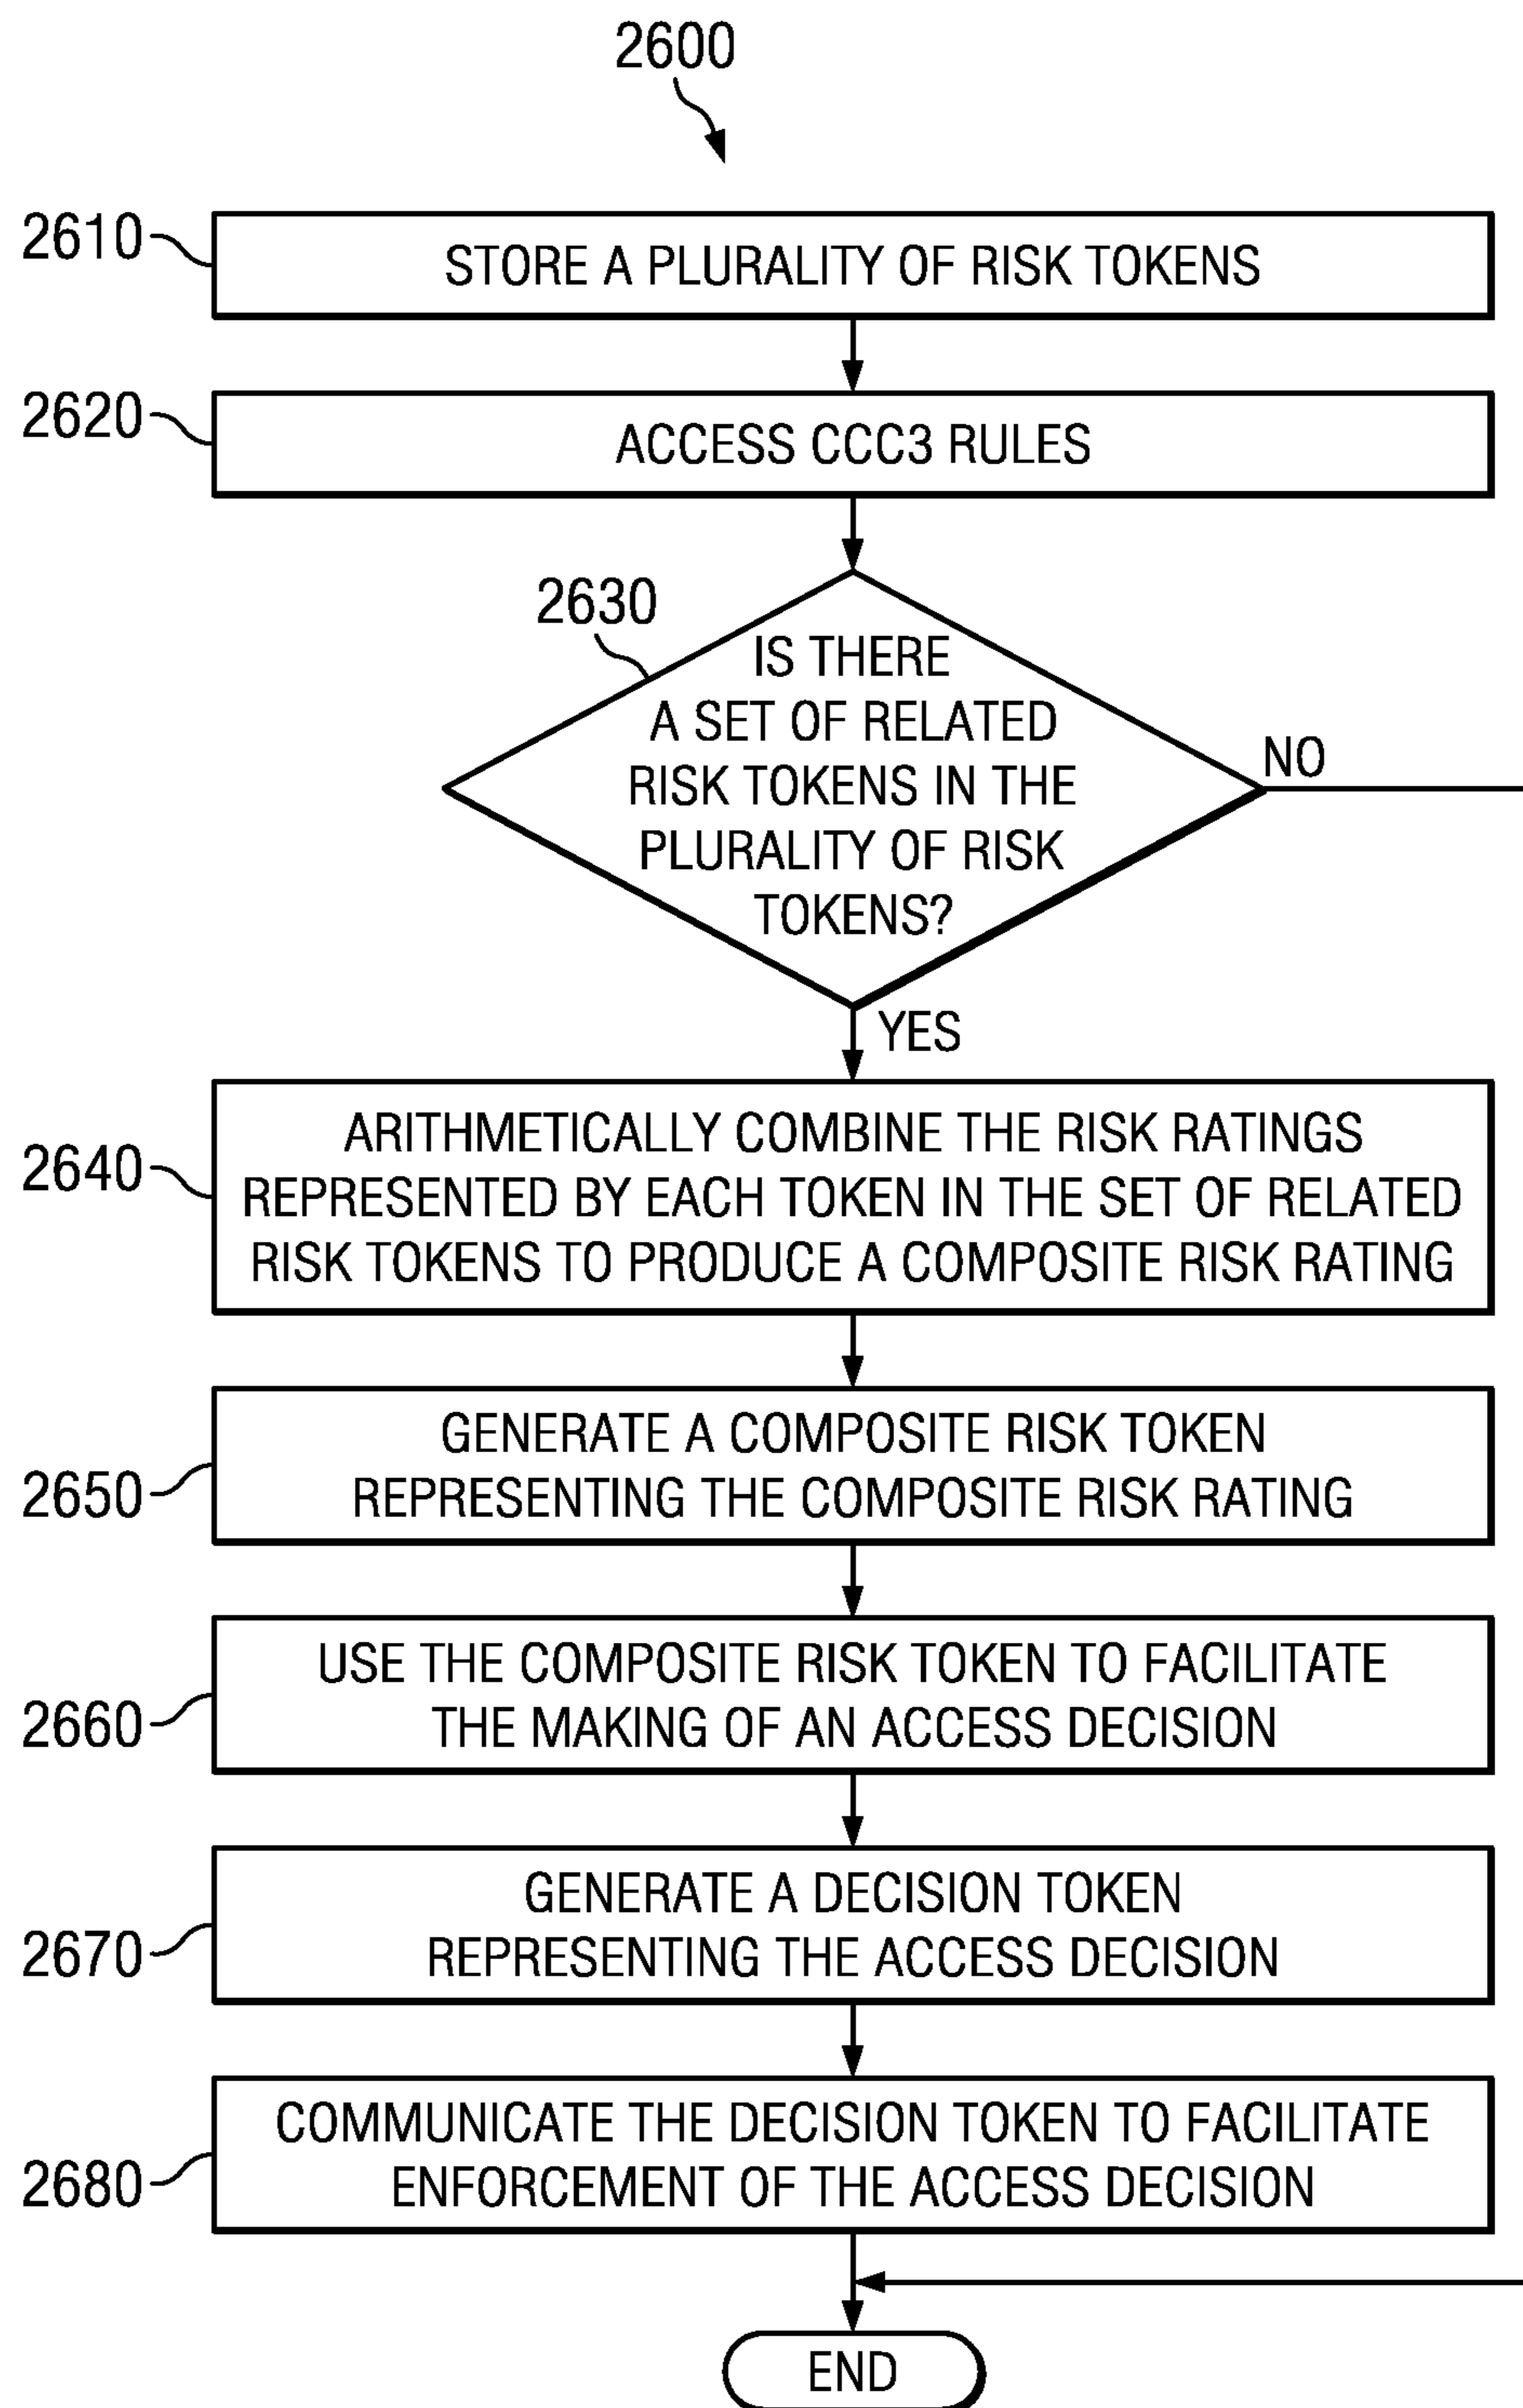 2600
2610
STORE A PLURALITY OF RISK TOKENS
2620
ACCESS CCC3 RULES
2630
IS THERE
A SET OF RELATED
RISK TOKENS IN THE
PLURALITY OF RISK
TOKENS?
NO
YES
2640
ARITHMETICALLY COMBINE THE RISK RATINGS
REPRESENTED BY EACH TOKEN IN THE SET OF RELATED
RISK TOKENS TO PRODUCE A COMPOSITE RISK RATING
2650
GENERATE A COMPOSITE RISK TOKEN
REPRESENTING THE COMPOSITE RISK RATING
2660
USE THE COMPOSITE RISK TOKEN TO FACILITATE
THE MAKING OF AN ACCESS DECISION
2670
GENERATE A DECISION TOKEN
REPRESENTING THE ACCESS DECISION
2680
COMMUNICATE THE DECISION TOKEN TO FACILITATE
ENFORCEMENT OF THE ACCESS DECISION
END